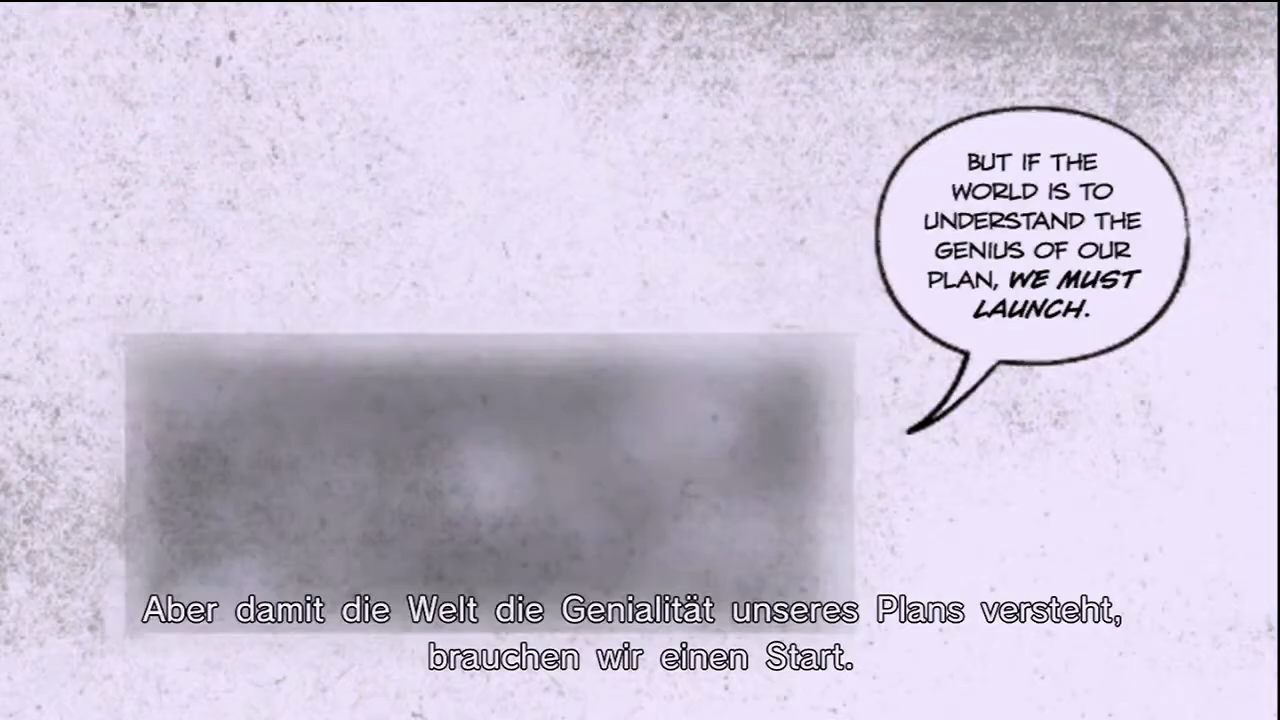 BUT IF THE
WORLD IS TO
UNDERSTAND THE
GENIUS OF OUR
PLAN, WE MUST
LAUNCH.
Aber damit die Welt die Genialität unseres Plans versteht,
brauchen wir einen Start.